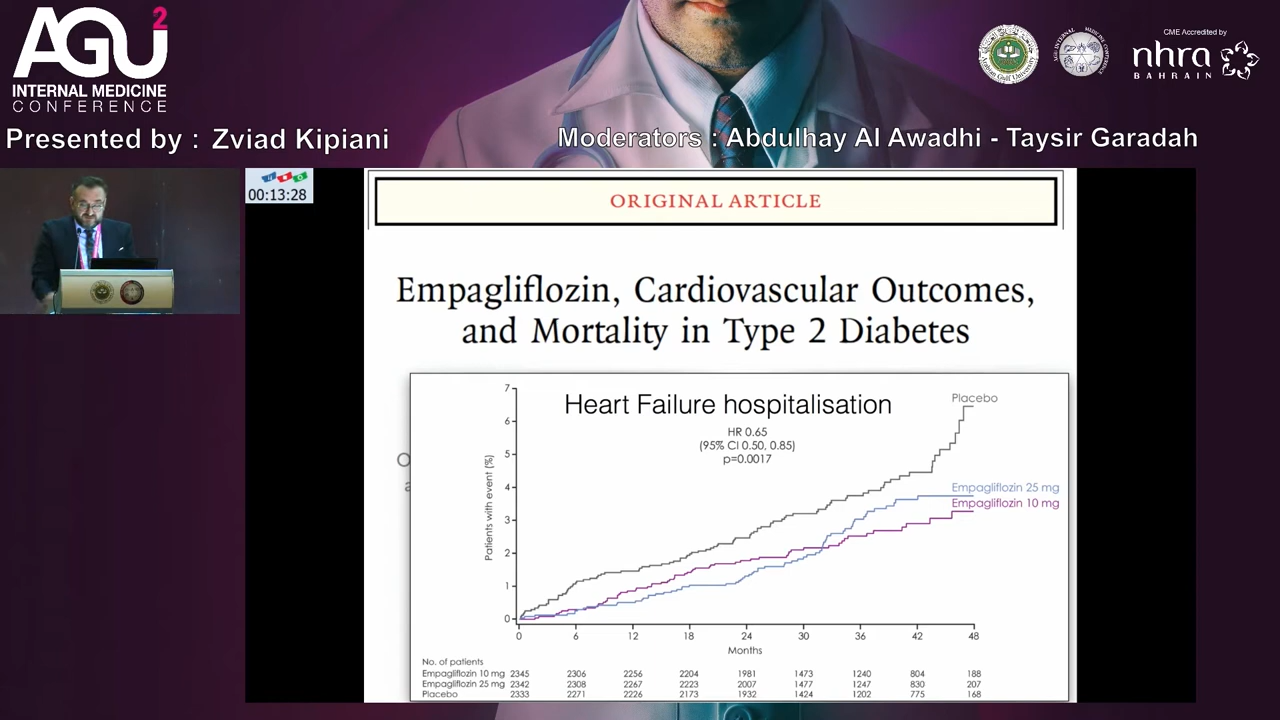 AGU2
INTERNAL MEDICINE
CONFERENCE
CME Accredited by
nhra
BAHRAIN
Presented by : Zviad Kipiani
Moderators : Abdulhay Al Awadhi - Taysir Garadah
00:13:28
ORIGINAL ARTICLE
Empagliflozin, Cardiovascular Outcomes,
and Mortality in Type 2 Diabetes
Heart Failure hospitalisation
HR 0.65
(95% CI 0.50, 0.85)
p=0.0017
Placebo
Empagliflozin 25 mg
Empagliflozin 10 mg
Patients with event (%)
7
6
5
4
3
2
1
0
0 6 12 18 24 30 36 42 48
Months
No. of patients
Empagliflozin 10 mg 2345 2306 2256 2204 1981 1473 1240 804 188
Empagliflozin 25 mg 2342 2308 2267 2223 2007 1477 1247 830 207
Placebo 2333 2271 2226 2173 1932 1424 1202 775 168